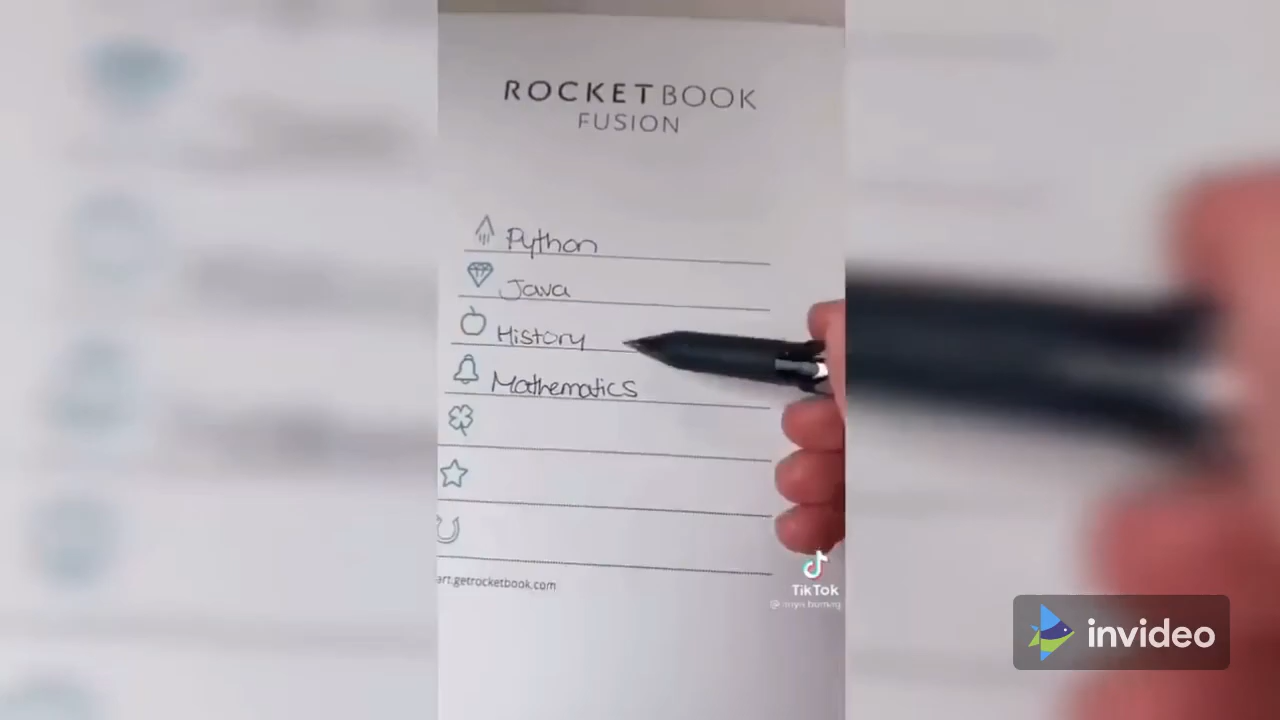 ROCKETBOOK
FUSION
Python
Java
History
Mathematics
art.getrocketbook.com
TikTok
invideo